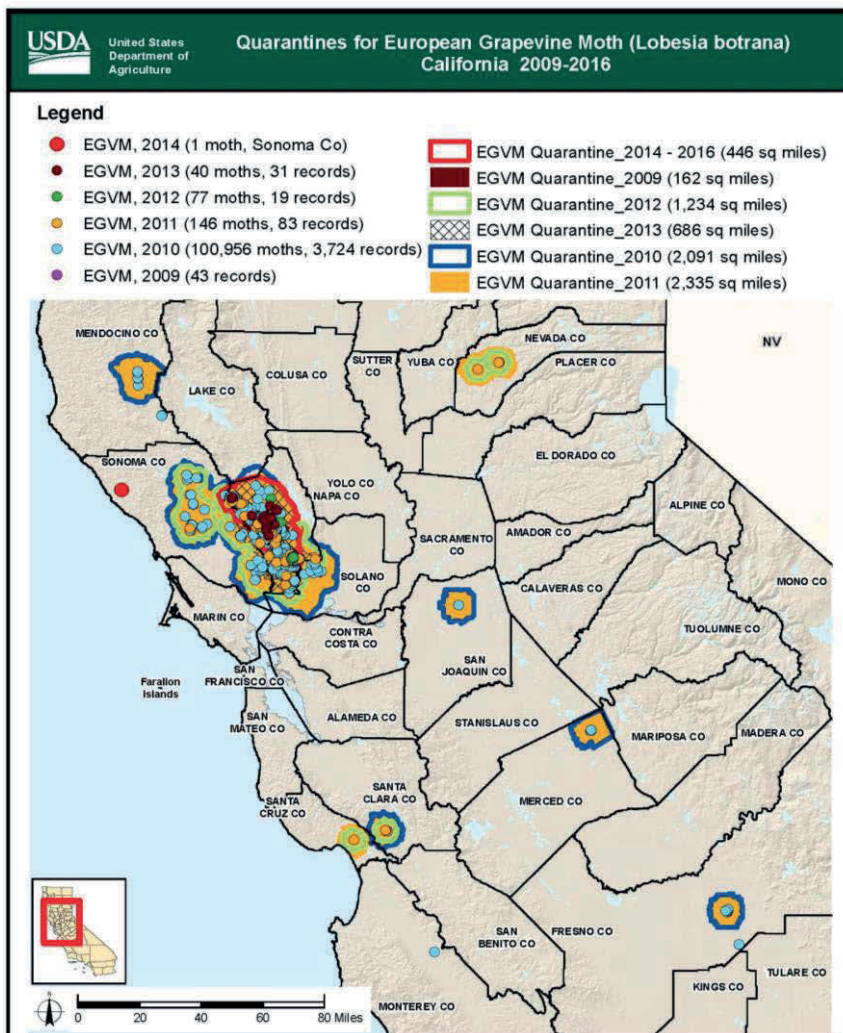 USDA
United States
Department of
Agriculture
Quarantines for European Grapevine Moth (Lobesia botrana)
California 2009-2016
Legend
EGVM, 2014 (1 moth, Sonoma Co)
EGVM, 2013 (40 moths, 31 records)
EGVM, 2012 (77 moths, 19 records)
EGVM, 2011 (146 moths, 83 records)
EGVM, 2010 (100,956 moths, 3,724 records)
EGVM, 2009 (43 records)
EGVM Quarantine_2014 - 2016 (446 sq miles)
EGVM Quarantine_2009 (162 sq miles)
EGVM Quarantine_2012 (1,234 sq miles)
EGVM Quarantine_2013 (686 sq miles)
EGVM Quarantine_2010 (2,091 sq miles)
EGVM Quarantine_2011 (2,335 sq miles)
MENDOCINO CO
LAKE CO
COLUSA CO
SUTTER
CO
YUBA CO
NEVADA CO
PLACER CO
NV
SONOMA CO
YOLO CO
NAPA CO
EL DORADO CO
ALPINE CO
SACRAMENTO
CO
AMADOR CO
SOLANO
CO
CALAVERAS CO
MONO CO
MARIN CO
CONTRA
COSTA CO
TUOLUMNE CO
SAN
JOAQUIN CO
SAN
FRANCISCO CO
Farallon
Islands
ALAMEDA CO
STANISLAUS CO
SAN
MATEO CO
MARIPOSA CO
MADERA CO
SANTA
CLARA CO
SANTA
CRUZ CO
MERCED CO
SAN
BENITO CO
FRESNO CO
TULARE CO
KINGS CO
MONTEREY CO
N
0 20 40 60 80 Miles